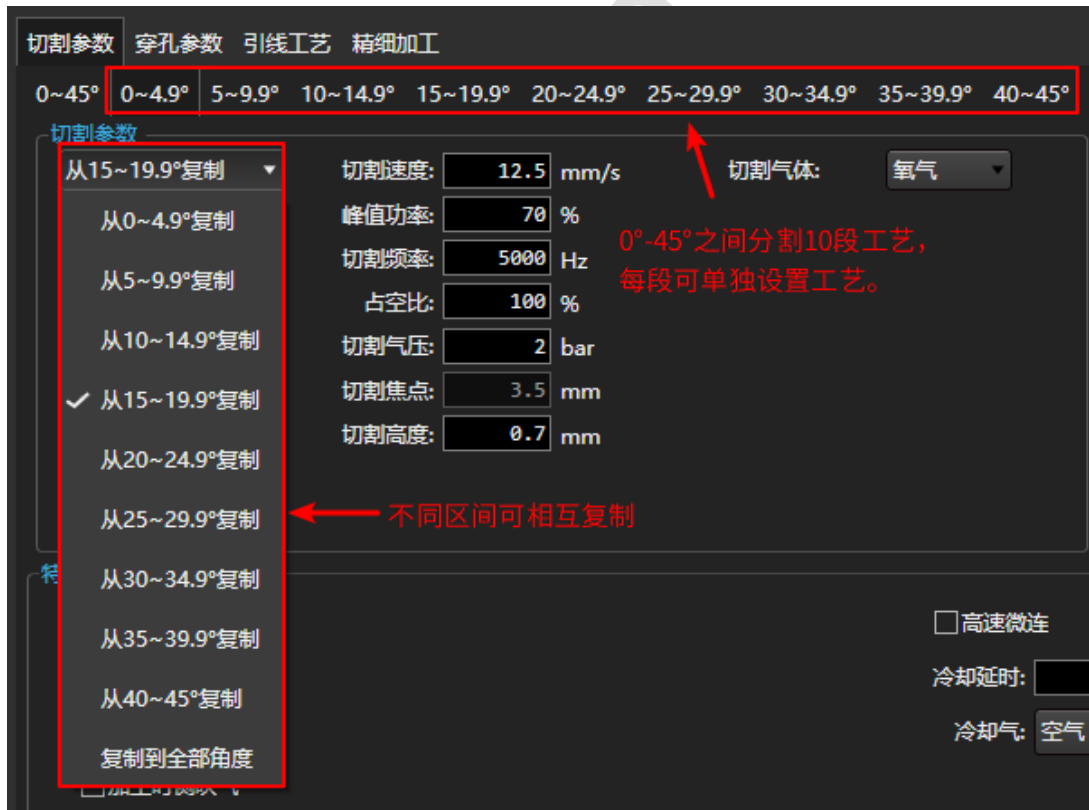 切割参数 穿孔参数 引线工艺 精细加工
0~45° 0~4.9° 5~9.9° 10~14.9° 15~19.9° 20~24.9° 25~29.9° 30~34.9° 35~39.9° 40~45°
切割参数
从15~19.9°复制
从0~4.9°复制
从5~9.9°复制
从10~14.9°复制
从15~19.9°复制
从20~24.9°复制
从25~29.9°复制
从30~34.9°复制
从35~39.9°复制
从40~45°复制
复制到全部角度
切割速度: 12.5 mm/s
峰值功率: 70 %
切割频率: 5000 Hz
占空比: 100 %
切割气压: 2 bar
切割焦点: 3.5 mm
切割高度: 0.7 mm
切割气体: 氧气
0°-45°之间分割10段工艺，
每段可单独设置工艺。
不同区间可相互复制
特
高速微连
冷却延时:
冷却气: 空气